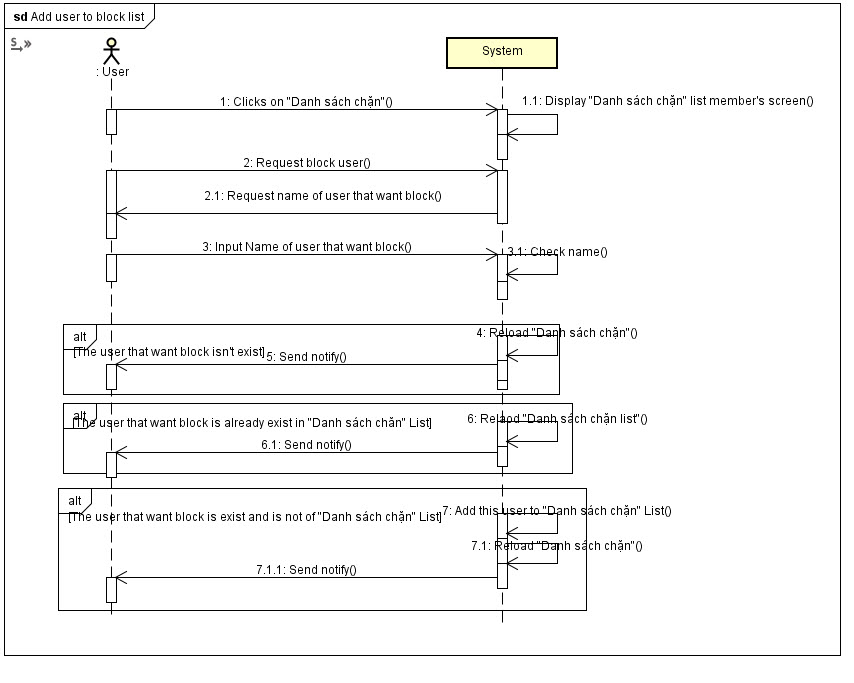 sd Add user to block list
S
: User
System
1: Clicks on "Danh sách chặn"()
1.1: Display "Danh sách chặn" list member's screen()
2: Request block user()
2.1: Request name of user that want block()
3: Input Name of user that want block()
3.1: Check name()
alt
4: Reload "Danh sách chặn"()
[The user that want block isn't exist]
5: Send notify()
alt
[The user that want block is already exist in "Danh sách chăn" List]
6: Relaod "Danh sách chặn list"()
6.1: Send notify()
alt
[The user that want block is exist and is not of "Danh sách chặn" List]
7: Add this user to "Danh sách chặn" List()
7.1: Reload "Danh sách chặn"()
7.1.1: Send notify()